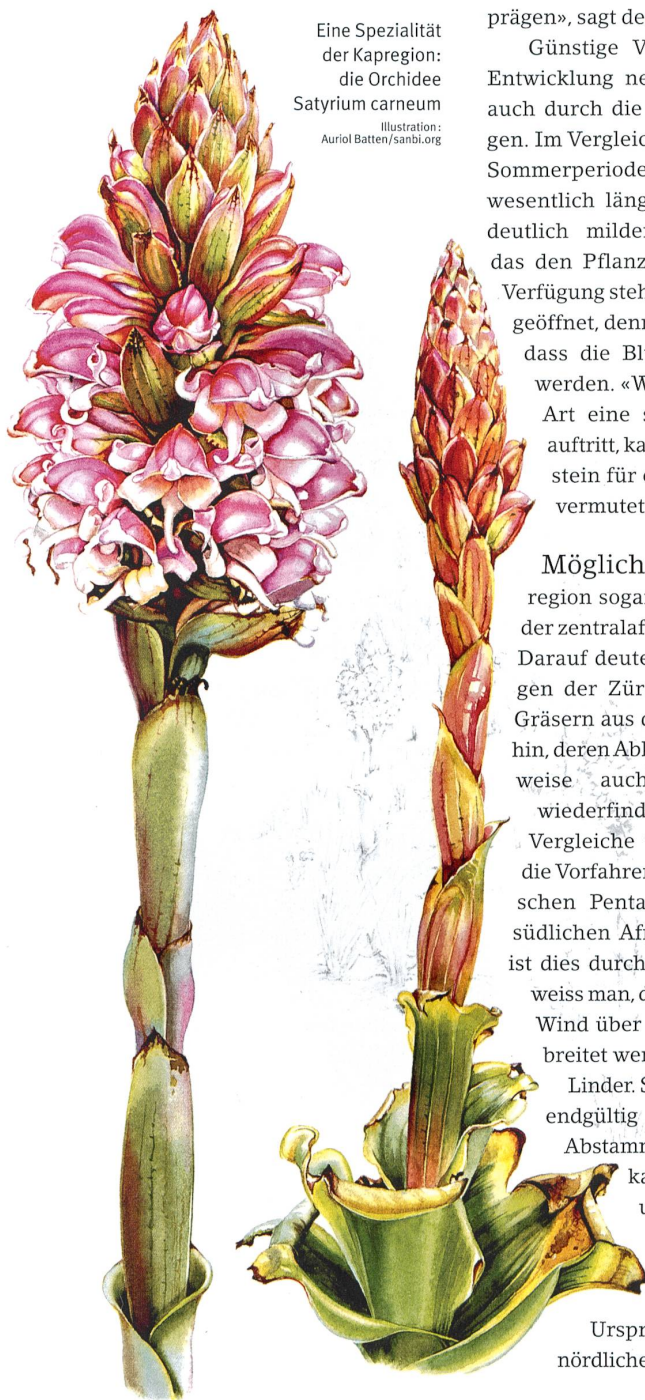 Eine Spezialität
der Kapregion:
die Orchidee
Satyrium carneum
Illustration:
Auriol Batten/sanbi.org
prägen», sagt de
Günstige V
Entwicklung ne
auch durch die
gen. Im Vergleic
Sommerperiode
wesentlich läng
deutlich milder
das den Pflanz
Verfügung steh
geöffnet, denn
dass die Bl
werden. «W
Art eine s
auftritt, ka
stein für d
vermutet
Möglich
region sogar
der zentralaf
Darauf deute
gen der Zür
Gräsern aus d
hin, deren Abl
weise auch
wiederfind
Vergleiche
die Vorfahren
schen Penta
südlichen Afr
ist dies durch
weiss man, d
Wind über
breitet wer
Linder. S
endgültig
Abstamm
ka
u
Urspr
nördliche